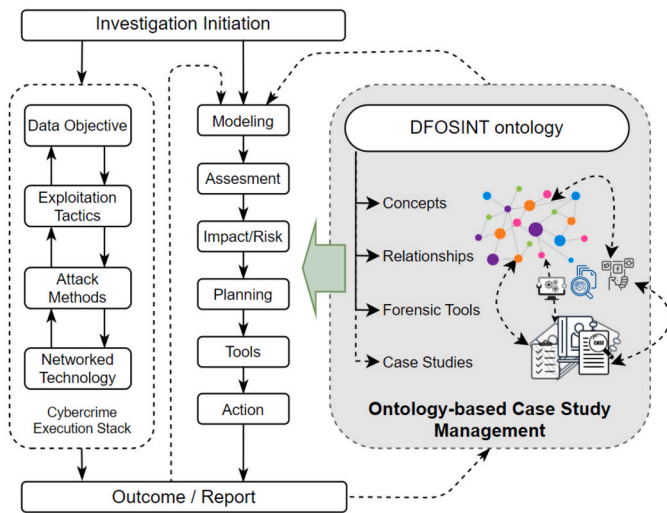 Investigation Initiation
Data Objective
Exploitation
Tactics
Attack
Methods
Networked
Technology
Cybercrime
Execution Stack
Modeling
Assesment
Impact/Risk
Planning
Tools
Action
DFOSINT ontology
Concepts
Relationships
Forensic Tools
Case Studies
CASE
Ontology-based Case Study
Management
Outcome / Report